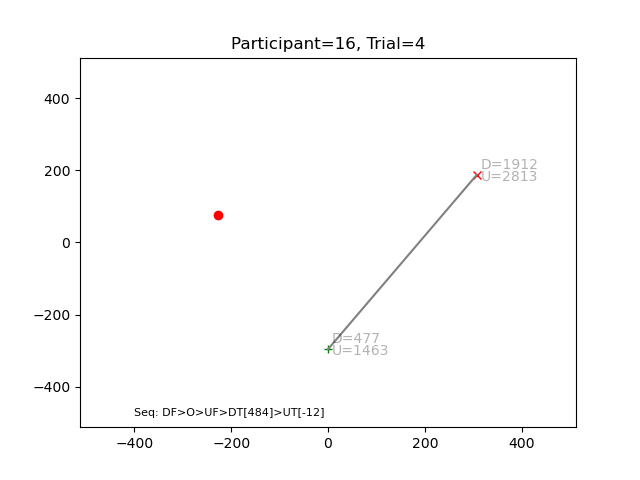 Participant=16, Trial=4
400
200
0
−200
−400
D=1912
U=2813
D=477
U=1463
Seq: DF>O>UF>DT[484]>UT[-12]
−400
−200
0
200
400